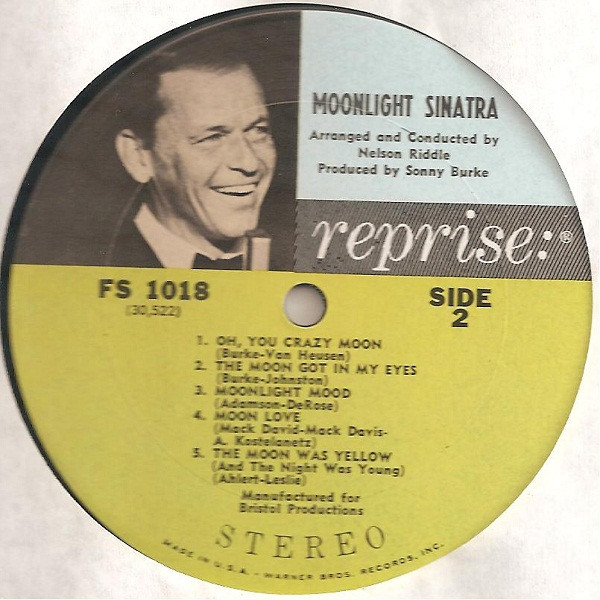 MOONLIGHT SINATRA
Arranged and Conducted by
Nelson Riddle
Produced by Sonny Burke
reprise:®
FS 1018
(30,522)
SIDE
2
1. OH, YOU CRAZY MOON
(Burke-Van Heusen)
2. THE MOON GOT IN MY EYES
(Burke-Johnston)
3. MOONLIGHT MOOD
(Adamson-DeRose)
4. MOON LOVE
(Mack David-Mack Davis-
A. Kostelanetz)
5. THE MOON WAS YELLOW
(And The Night Was Young)
(Ahlert-Leslie)
Manufactured for
Bristol Productions
STEREO
MADE IN U.S.A. - WARNER BROS. RECORDS, INC.